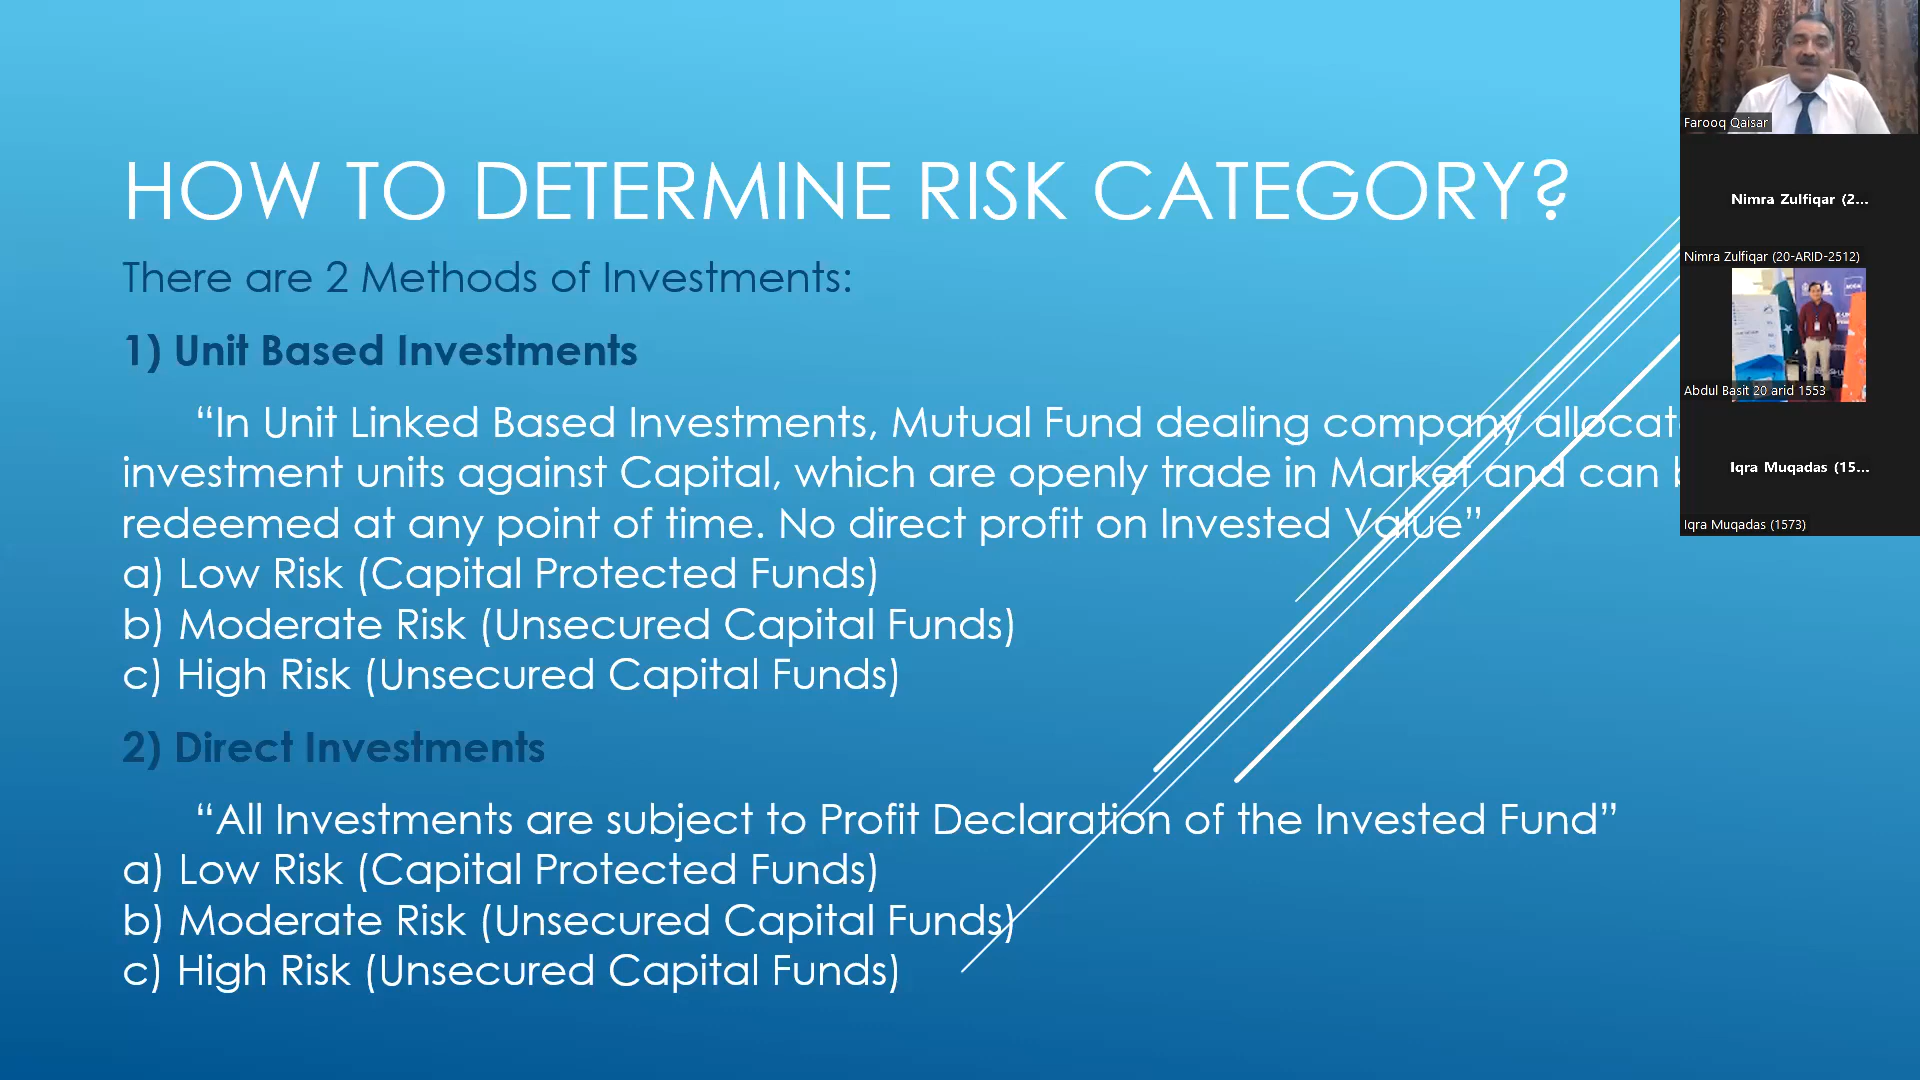 HOW TO DETERMINE RISK CATEGORY?
There are 2 Methods of Investments:
1) Unit Based Investments
“In Unit Linked Based Investments, Mutual Fund dealing company allocat
investment units against Capital, which are openly trade in Market and can
redeemed at any point of time. No direct profit on Invested Value”
a) Low Risk (Capital Protected Funds)
b) Moderate Risk (Unsecured Capital Funds)
c) High Risk (Unsecured Capital Funds)
2) Direct Investments
“All Investments are subject to Profit Declaration of the Invested Fund”
a) Low Risk (Capital Protected Funds)
b) Moderate Risk (Unsecured Capital Funds)
c) High Risk (Unsecured Capital Funds)
Farooq Qaisar
Nimra Zulfiqar (2...
Nimra Zulfiqar (20-ARID-2512)
Abdul Basit 20 arid 1553
Iqra Muqadas (15...
Iqra Muqadas (1573)